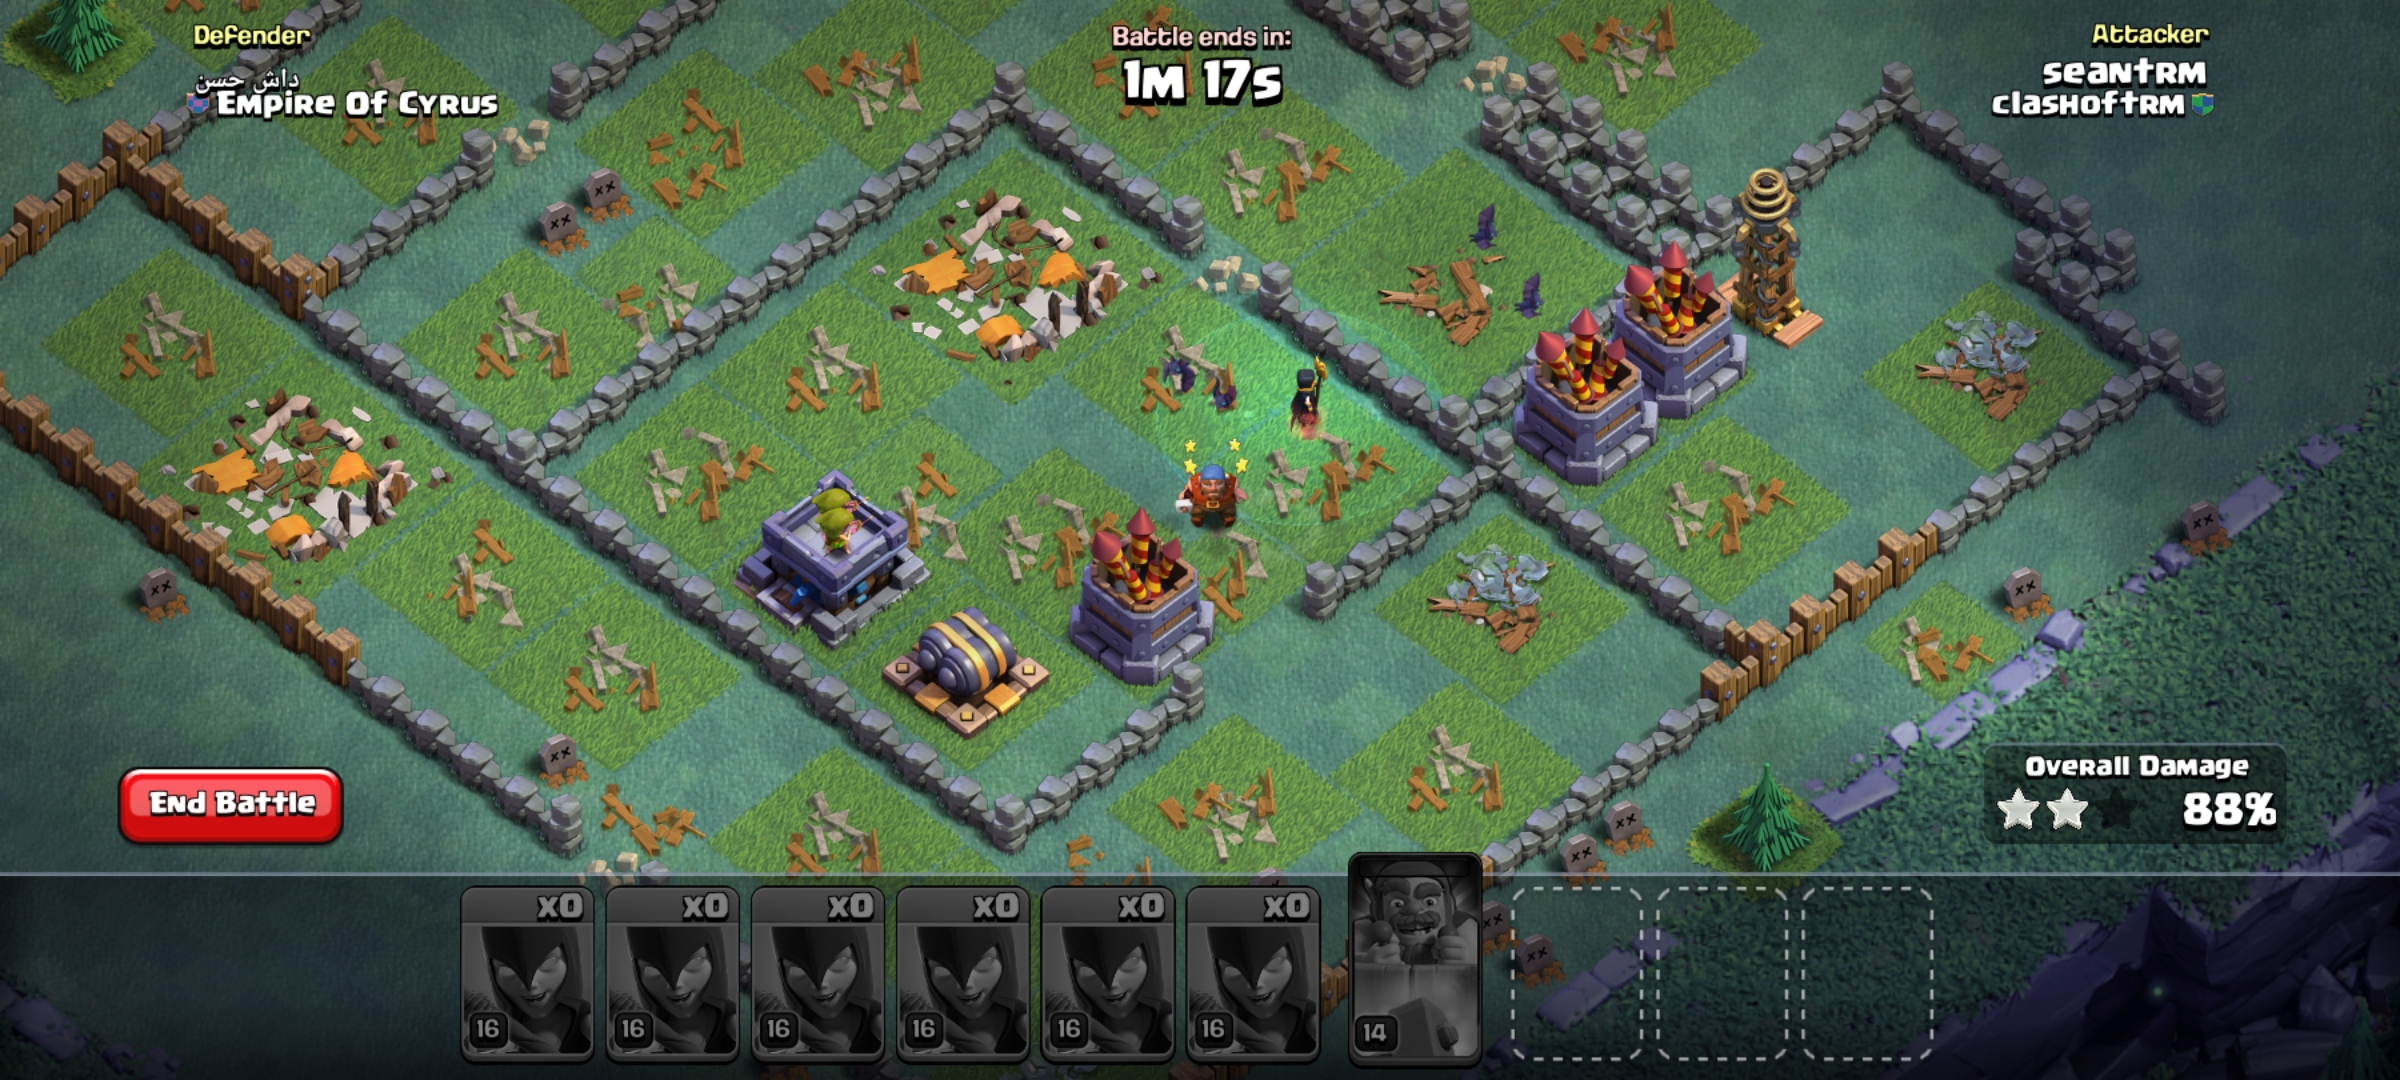 Defender
داش حسن
Empire Of Cyrus
Battle ends in:
1M 17s
Attacker
seantrm
clashoftrm
End Battle
Overall Damage
88%
x0
x0
x0
x0
x0
x0
16
16
16
16
16
16
14